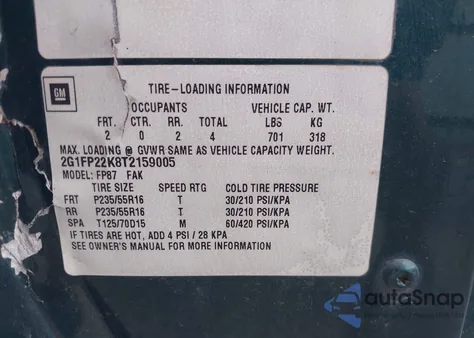 GM
TIRE-LOADING INFORMATION
OCCUPANTS VEHICLE CAP. WT.
FRT. CTR. RR. TOTAL LBS KG
2 0 2 4 701 318
MAX. LOADING @ GVWR SAME AS VEHICLE CAPACITY WEIGHT.
2G1FP22K8T2159005
MODEL: FP87 FAK
TIRE SIZE SPEED RTG COLD TIRE PRESSURE
FRT P235/55R16 T 30/210 PSI/KPA
RR P235/55R16 T 30/210 PSI/KPA
SPA T125/70D15 M 60/420 PSI/KPA
IF TIRES ARE HOT, ADD 4 PSI / 28 KPA
SEE OWNER'S MANUAL FOR MORE INFORMATION
autoSnap